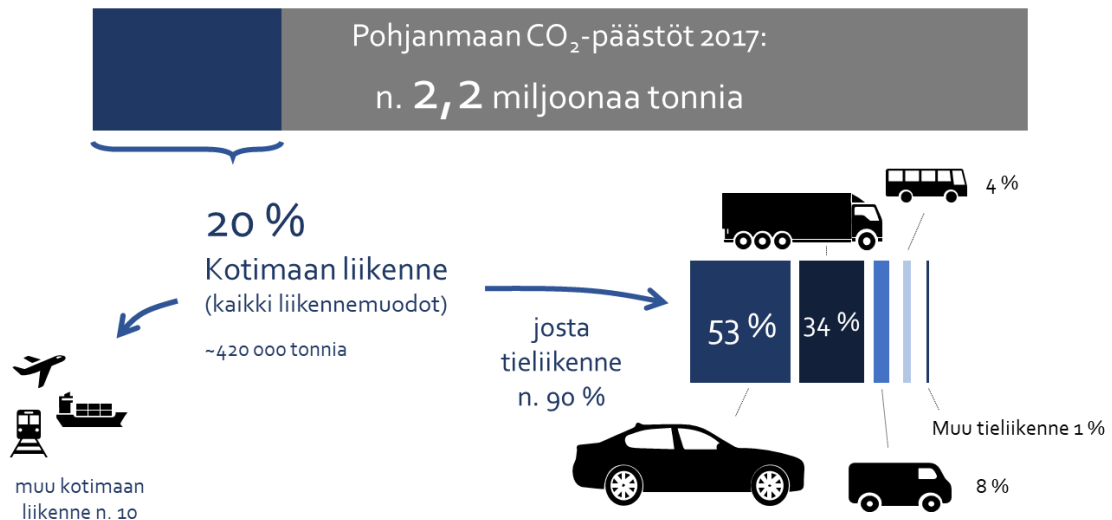 Pohjanmaan CO₂-päästöt 2017:
n. 2,2 miljoonaa tonnia
20 %
Kotimaan liikenne
(kaikki liikennemuodot)
~420 000 tonnia
josta
tieliikenne
n. 90 %
4 %
53 %
34 %
Muu tieliikenne 1 %
8 %
muu kotimaan
liikenne n. 10